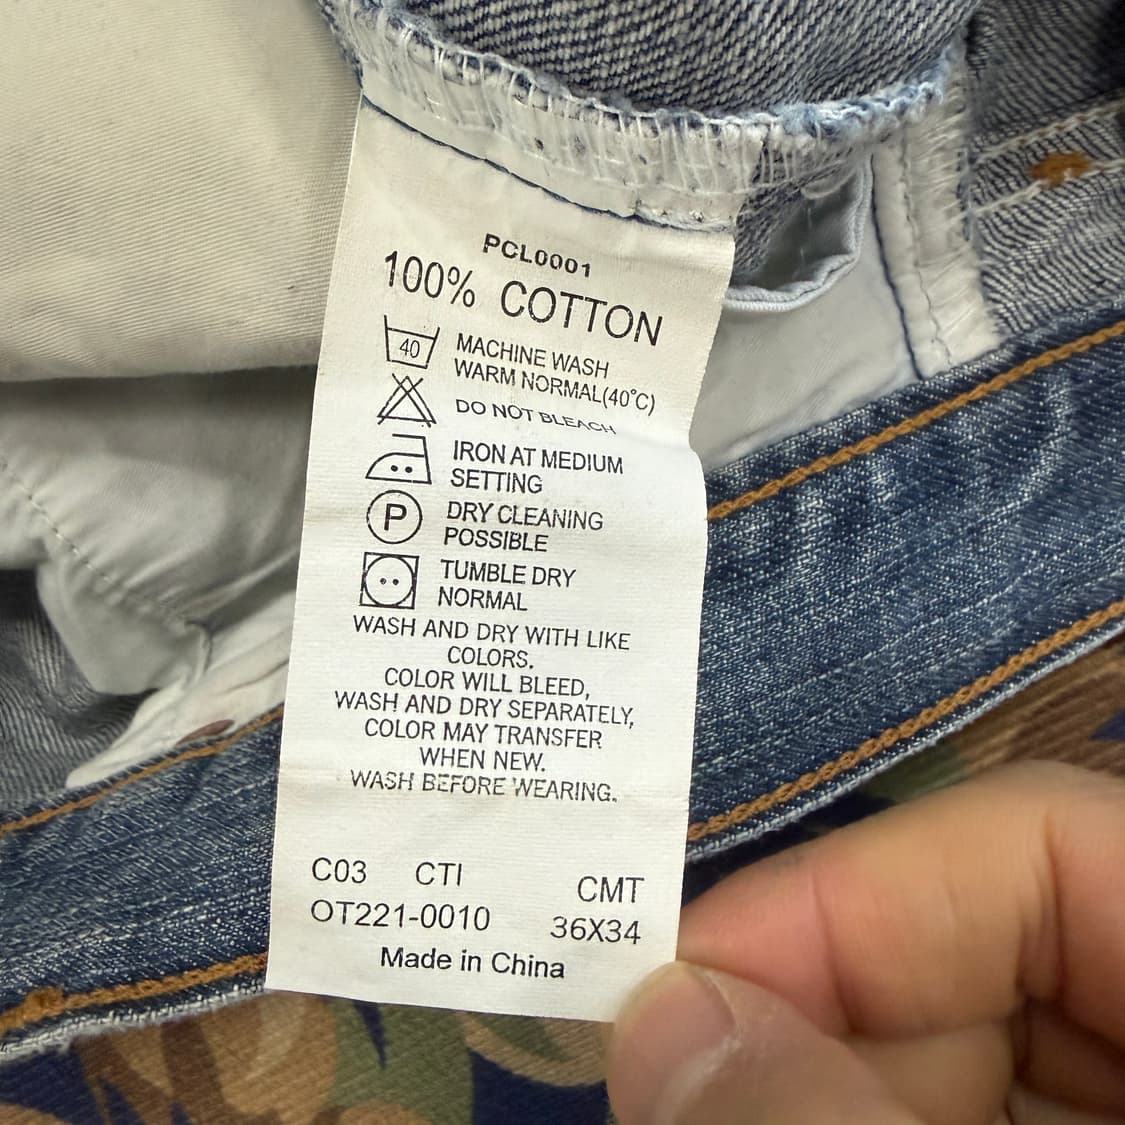 PCL0001
100% COTTON
40 MACHINE WASH
WARM NORMAL(40°C)
DO NOT BLEACH
IRON AT MEDIUM
SETTING
P DRY CLEANING
POSSIBLE
TUMBLE DRY
NORMAL
WASH AND DRY WITH LIKE
COLORS.
COLOR WILL BLEED,
WASH AND DRY SEPARATELY,
COLOR MAY TRANSFER
WHEN NEW.
WASH BEFORE WEARING.
C03 CTI CMT
OT221-0010 36X34
Made in China